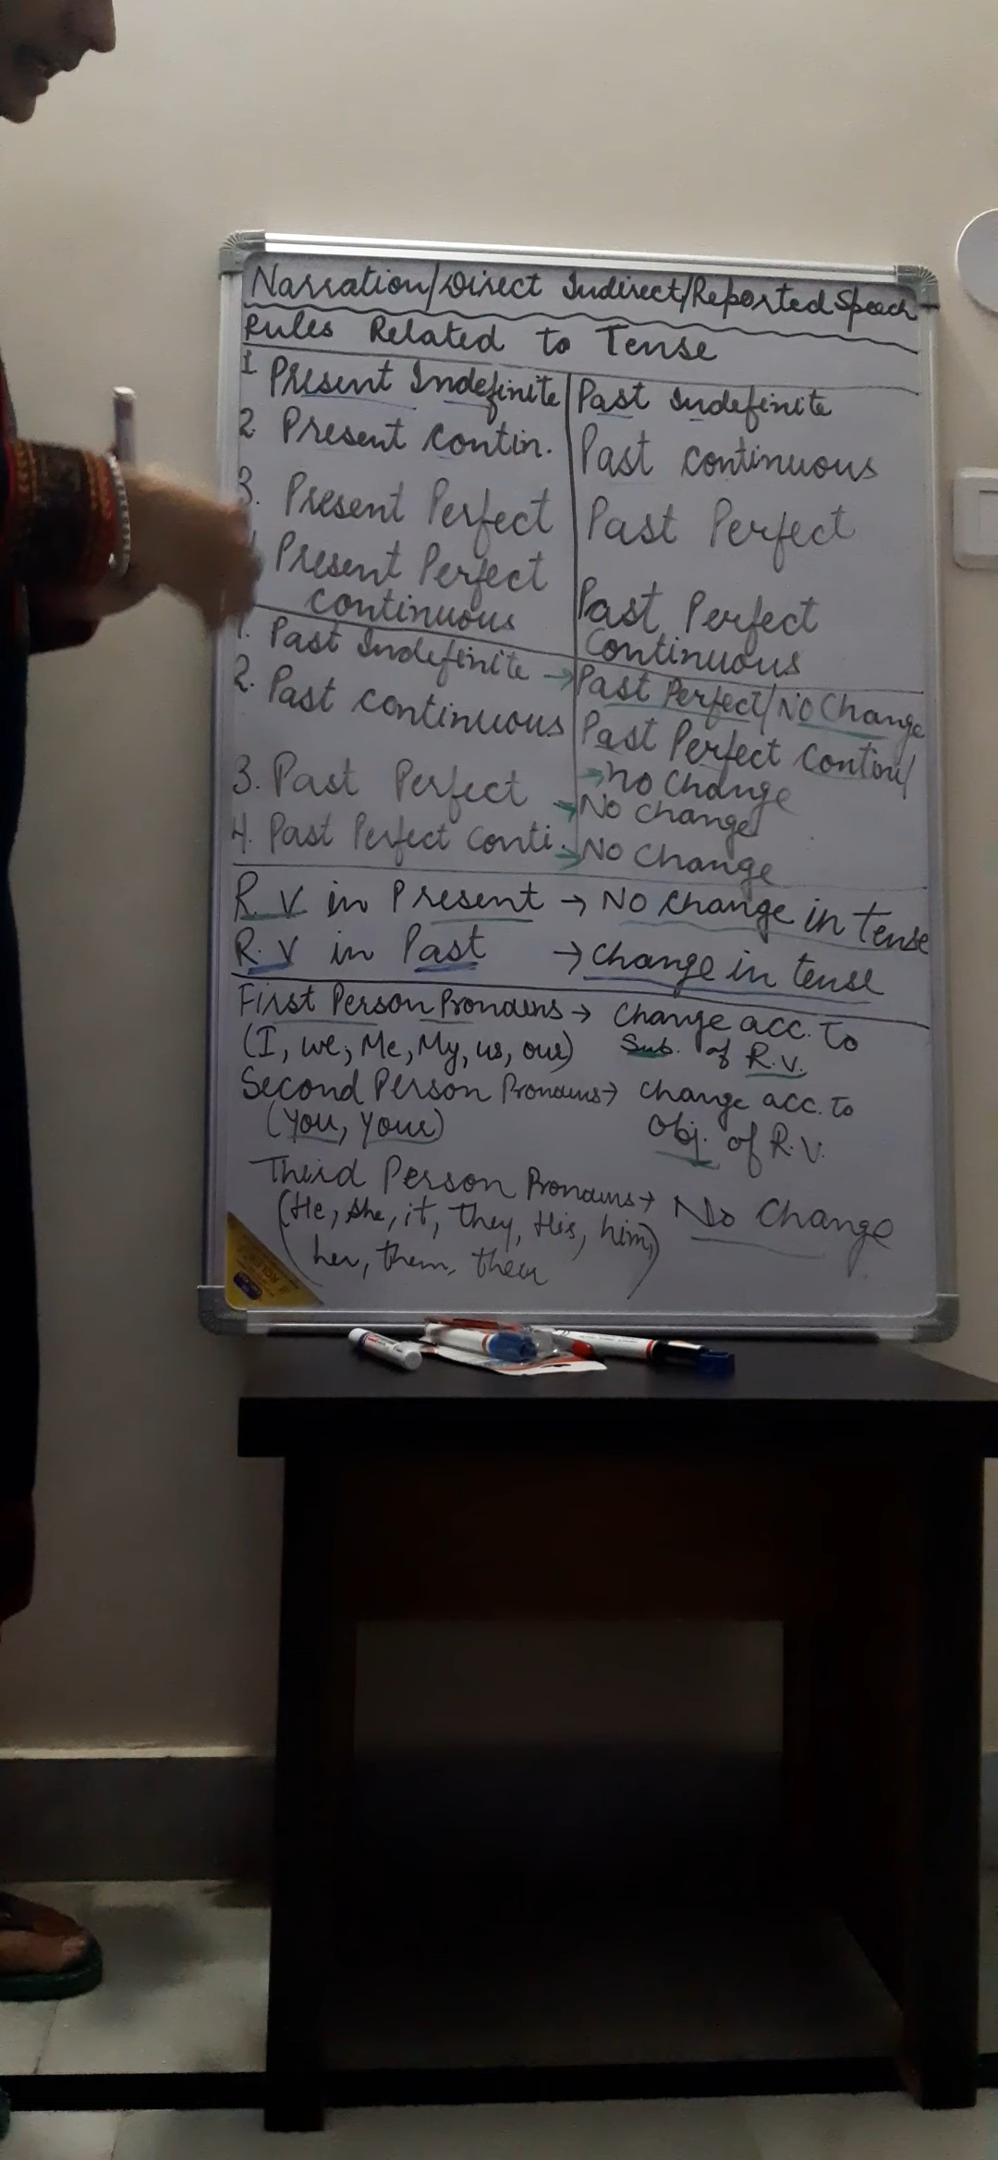 Narration/Direct Indirect/Reported Speech
Rules Related to Tense
1 Present Indefinite | Past Indefinite
2 Present contin. | Past continuous
3. Present Perfect | Past Perfect
Present Perfect continuous | Past Perfect Continuous
1. Past Indefinite → Past Perfect/No Change
2. Past continuous | Past Perfect Contin/
→ no change
3. Past Perfect → No change
4. Past Perfect Conti. → No Change
R.V in Present → No change in tense
R.V in Past → Change in tense
First Person Pronouns → Change acc. to
(I, we, Me, My, us, our) Sub. of R.V.
Second Person Pronouns → Change acc. to
(You, Your) Obj. of R.V.
Third Person Pronouns → No Change
(He, she, it, They, His, him,
her, them, their)